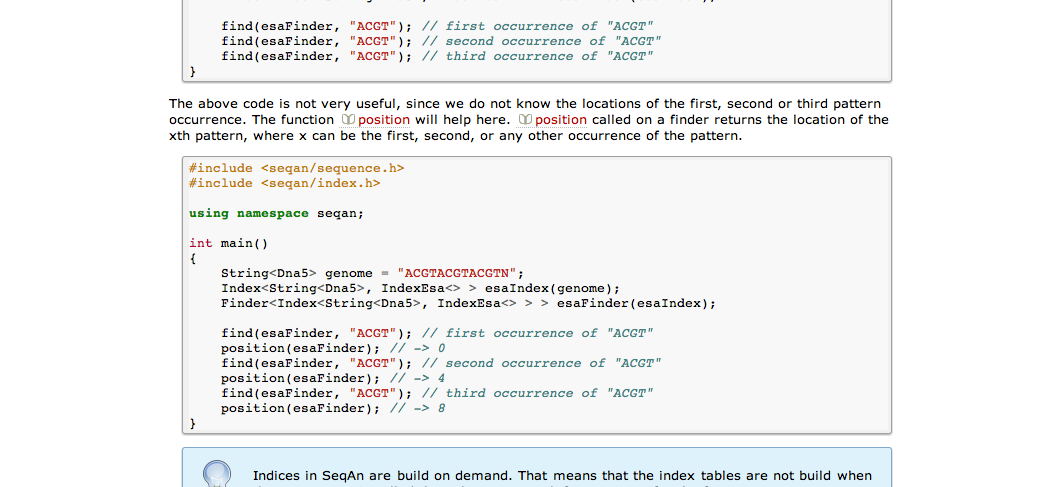 find(esaFinder, "ACGT"); // first occurrence of "ACGT"
find(esaFinder, "ACGT"); // second occurrence of "ACGT"
find(esaFinder, "ACGT"); // third occurrence of "ACGT"
}
The above code is not very useful, since we do not know the locations of the first, second or third pattern
occurrence. The function position will help here. position called on a finder returns the location of the
xth pattern, where x can be the first, second, or any other occurrence of the pattern.
#include <seqan/sequence.h>
#include <seqan/index.h>
using namespace seqan;
int main()
{
String<Dna5> genome = "ACGTACGTACGTN";
Index<String<Dna5>, IndexEsa<> > esaIndex(genome);
Finder<Index<String<Dna5>, IndexEsa<> > > esaFinder(esaIndex);
find(esaFinder, "ACGT"); // first occurrence of "ACGT"
position(esaFinder); // -> 0
find(esaFinder, "ACGT"); // second occurrence of "ACGT"
position(esaFinder); // -> 4
find(esaFinder, "ACGT"); // third occurrence of "ACGT"
position(esaFinder); // -> 8
}
Indices in SeqAn are build on demand. That means that the index tables are not build when